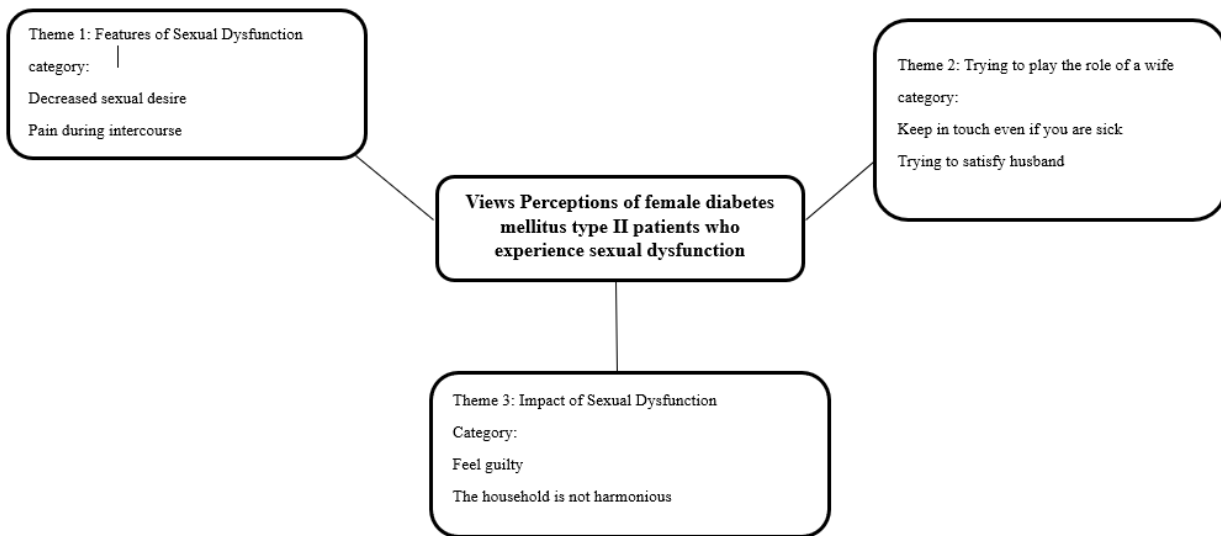 Theme 1: Features of Sexual Dysfunction
category:
Decreased sexual desire
Pain during intercourse
Theme 2: Trying to play the role of a wife
category:
Keep in touch even if you are sick
Trying to satisfy husband
Views Perceptions of female diabetes
mellitus type II patients who
experience sexual dysfunction
Theme 3: Impact of Sexual Dysfunction
Category:
Feel guilty
The household is not harmonious